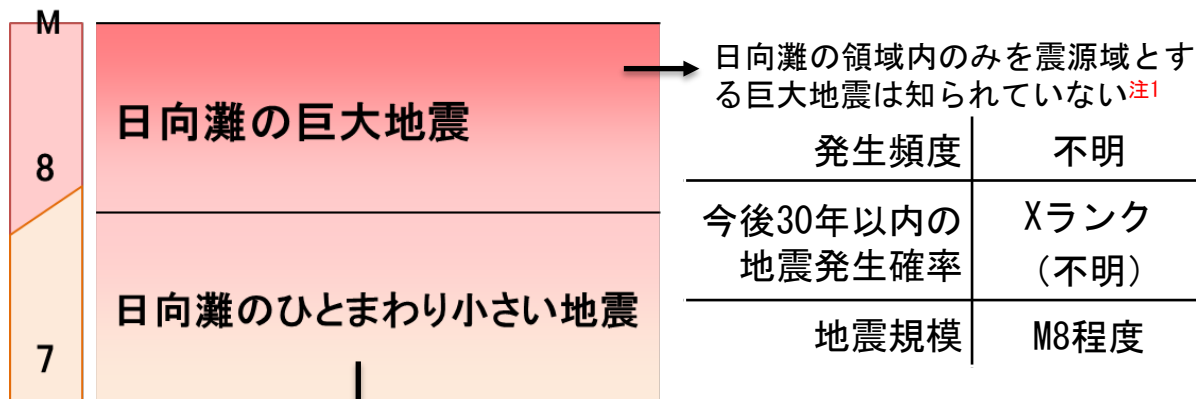 M
8
7
日向灘の巨大地震
日向灘のひとまわり小さい地震
日向灘の領域内のみを震源域とす
る巨大地震は知られていない注1
発生頻度 不明
今後30年以内の Xランク
地震発生確率 (不明)
地震規模 M8程度